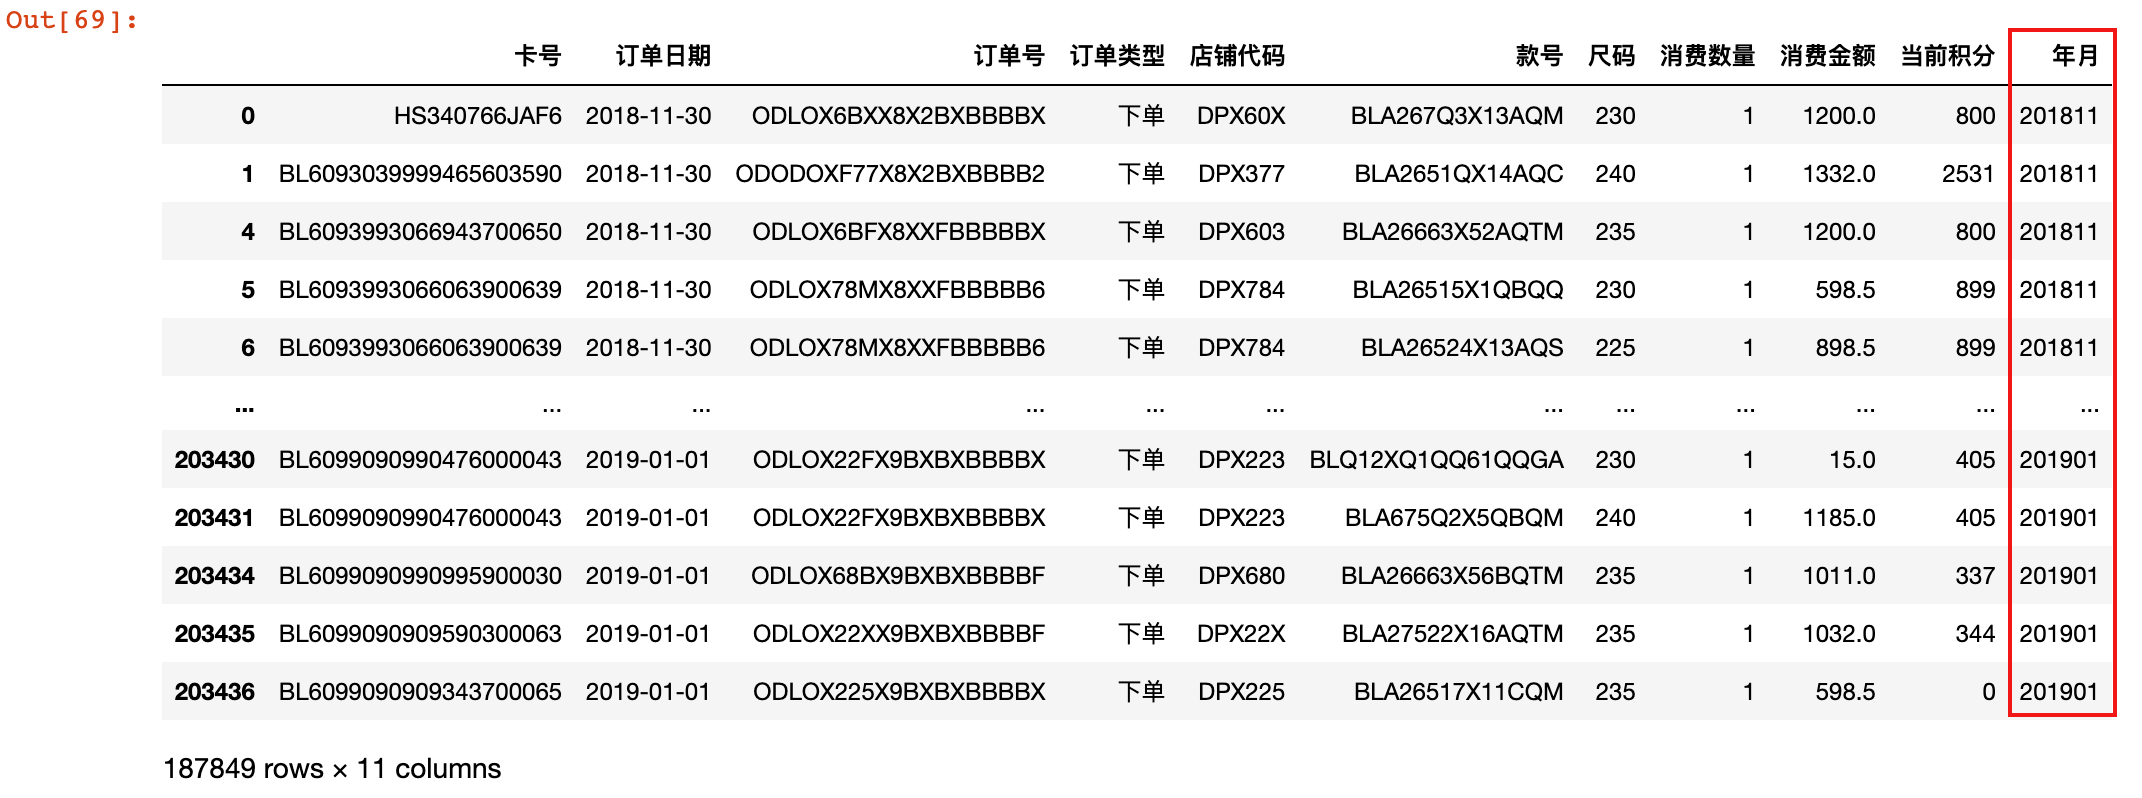 Out[69]:
卡号 订单日期 订单号 订单类型 店铺代码 款号 尺码 消费数量 消费金额 当前积分 年月
0 HS340766JAF6 2018-11-30 ODLOX6BXX8X2BXBBBBX 下单 DPX60X BLA267Q3X13AQM 230 1 1200.0 800 201811
1 BL6093039999465603590 2018-11-30 ODODOXF77X8X2BXBBBB2 下单 DPX377 BLA2651QX14AQC 240 1 1332.0 2531 201811
4 BL6093993066943700650 2018-11-30 ODLOX6BFX8XXFBBBBBX 下单 DPX603 BLA26663X52AQTM 235 1 1200.0 800 201811
5 BL6093993066063900639 2018-11-30 ODLOX78MX8XXFBBBBB6 下单 DPX784 BLA26515X1QBQQ 230 1 598.5 899 201811
6 BL6093993066063900639 2018-11-30 ODLOX78MX8XXFBBBBB6 下单 DPX784 BLA26524X13AQS 225 1 898.5 899 201811
... ... ... ... ... ... ... ... ... ... ... ...
203430 BL6099090990476000043 2019-01-01 ODLOX22FX9BXBXBBBBX 下单 DPX223 BLQ12XQ1QQ61QQGA 230 1 15.0 405 201901
203431 BL6099090990476000043 2019-01-01 ODLOX22FX9BXBXBBBBX 下单 DPX223 BLA675Q2X5QBQM 240 1 1185.0 405 201901
203434 BL6099090990995900030 2019-01-01 ODLOX68BX9BXBXBBBBF 下单 DPX680 BLA26663X56BQTM 235 1 1011.0 337 201901
203435 BL6099090909590300063 2019-01-01 ODLOX22XX9BXBXBBBBF 下单 DPX22X BLA27522X16AQTM 235 1 1032.0 344 201901
203436 BL6099090909343700065 2019-01-01 ODLOX225X9BXBXBBBBX 下单 DPX225 BLA26517X11CQM 235 1 598.5 0 201901
187849 rows × 11 columns